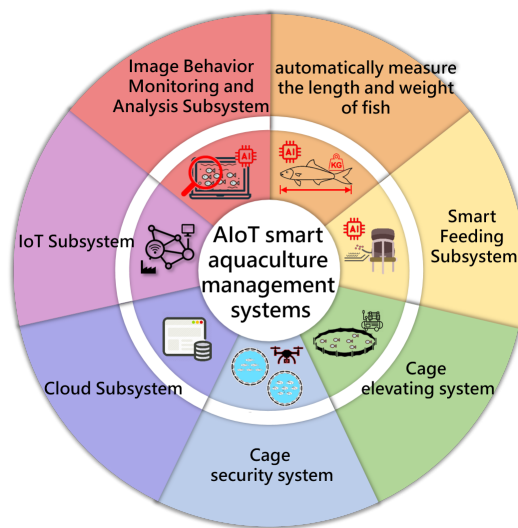 Image Behavior
Monitoring and
Analysis Subsystem
automatically measure
the length and weight
of fish
AI
AI
KG
IoT Subsystem
AIoT smart
aquaculture
management
systems
AI
Smart
Feeding
Subsystem
Cloud Subsystem
Cage
elevating system
Cage
security system